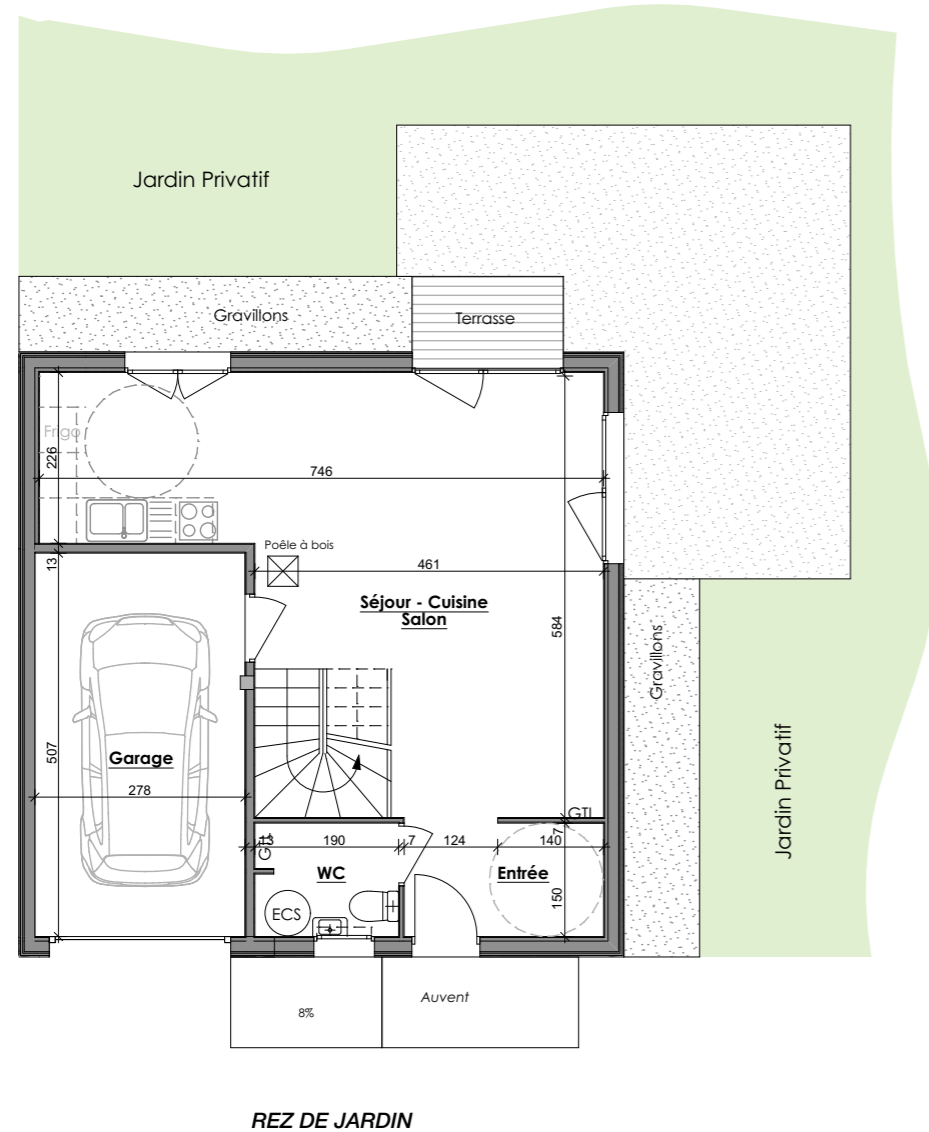 Jardin Privatif
Gravillons
Terrasse
Frigo
226
746
13
Poêle à bois
461
Séjour - Cuisine
Salon
584
Gravillons
507
Garage
278
Jardin Privatif
GTL
13
190
7
124
7
140
GTL
WC
Entrée
150
ECS
Auvent
8%
REZ DE JARDIN